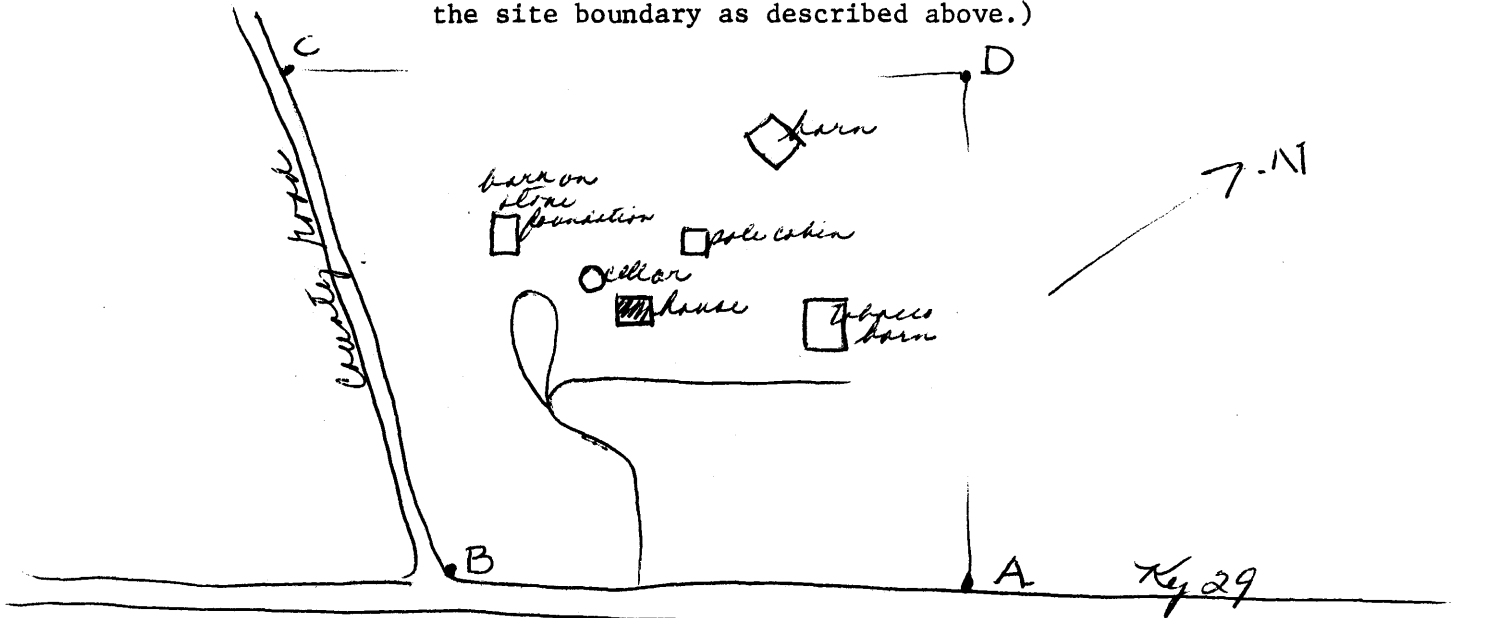 the site boundary as described above.)
C
D
barn
.N
barn on
stone
foundation
pole cabin
county road
cellar
house
tobacco
barn
B
A
Ky 29